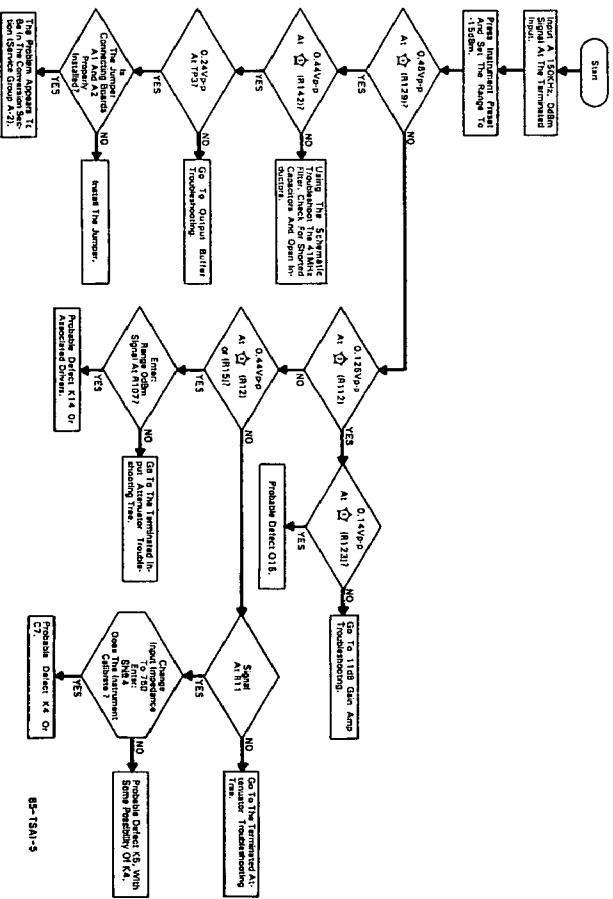 Start
Input A 150KHz, 0dBm
Signal At The Terminated
Input.
Press Instrument Preset
And Set The Range To
-15dBm.
0.48Vp-p
At (R129)?
YES
NO
0.44Vp-p
At (R142)?
YES
NO
Using The Schematic
Troubleshoot The 41MHz
Filter. Check For Shorted
Capacitors And Open In-
ductors.
0.24Vp-p
At TP3?
YES
NO
Go To Output Buffer
Troubleshooting.
Is
The Jumper
Connecting Boards
A1 And A2
Properly
Installed?
YES
NO
Install The Jumper.
The Problem Appears To
Be In The Conversion Sec-
tion (Service Group A-2).
0.125Vp-p
At (R112)
YES
NO
0.14Vp-p
At (R123)?
NO
YES
Go To 11dB Gain Amp
Troubleshooting.
Probable Defect Q15.
0.44Vp-p
At (R12)
or (R15)?
NO
YES
Enter:
Range 0dBm
Signal At R107?
NO
YES
Go To The Terminated In-
put Attenuator Trouble-
shooting Tree.
Probable Defect K14 Or
Associated Drivers.
Signal
At R11
NO
YES
Go To The Terminated At-
tenuator Troubleshooting
Tree.
Change
Input Impedance
To 75Ω
Enter:
Shift 4
Does The Instrument
Calibrate ?
NO
YES
Probable Defect K5, With
Some Possibility Of K4.
Probable Defect K4 Or
C7.
85-TSA1-5